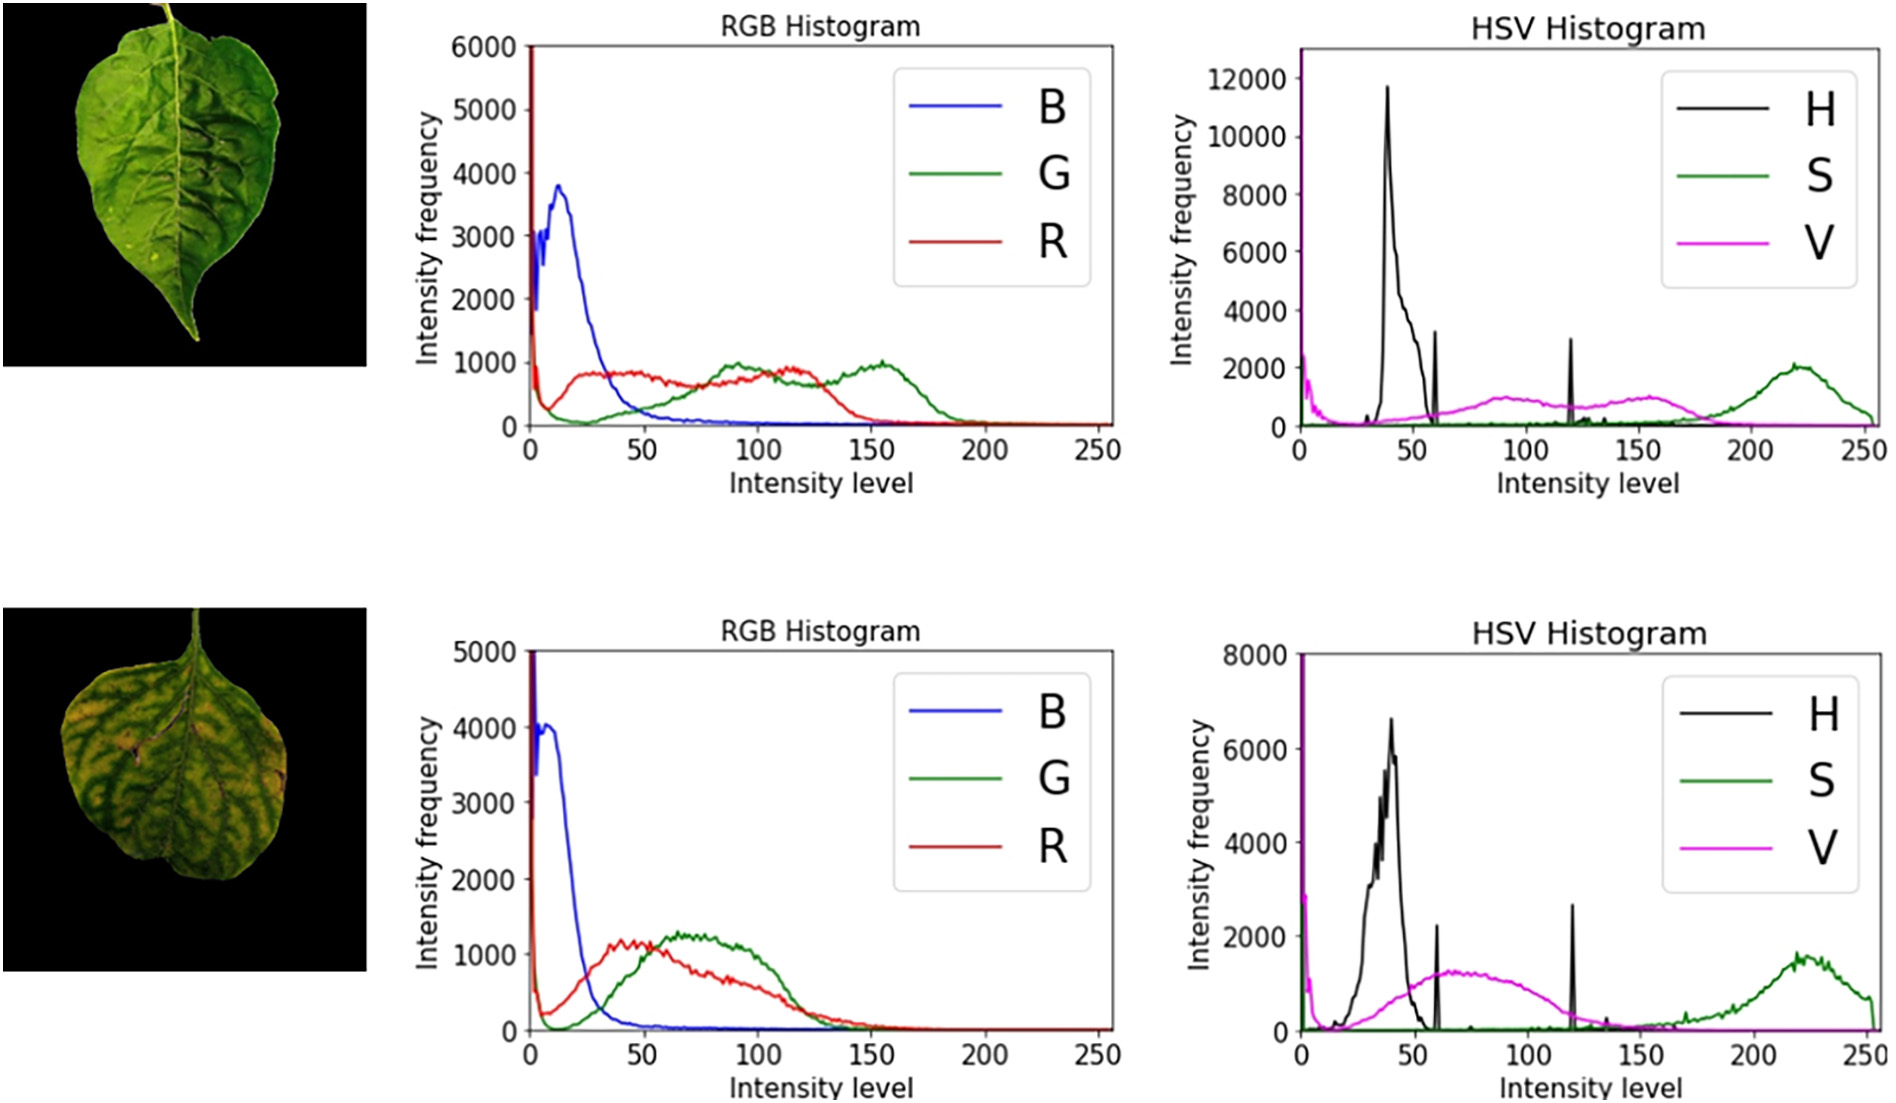 RGB Histogram
6000
5000
4000
3000
2000
1000
0
Intensity frequency
B
G
R
0 50 100 150 200 250
Intensity level
HSV Histogram
12000
10000
8000
6000
4000
2000
0
Intensity frequency
H
S
V
0 50 100 150 200 250
Intensity level
RGB Histogram
5000
4000
3000
2000
1000
0
Intensity frequency
B
G
R
0 50 100 150 200 250
Intensity level
HSV Histogram
8000
6000
4000
2000
0
Intensity frequency
H
S
V
0 50 100 150 200 250
Intensity level